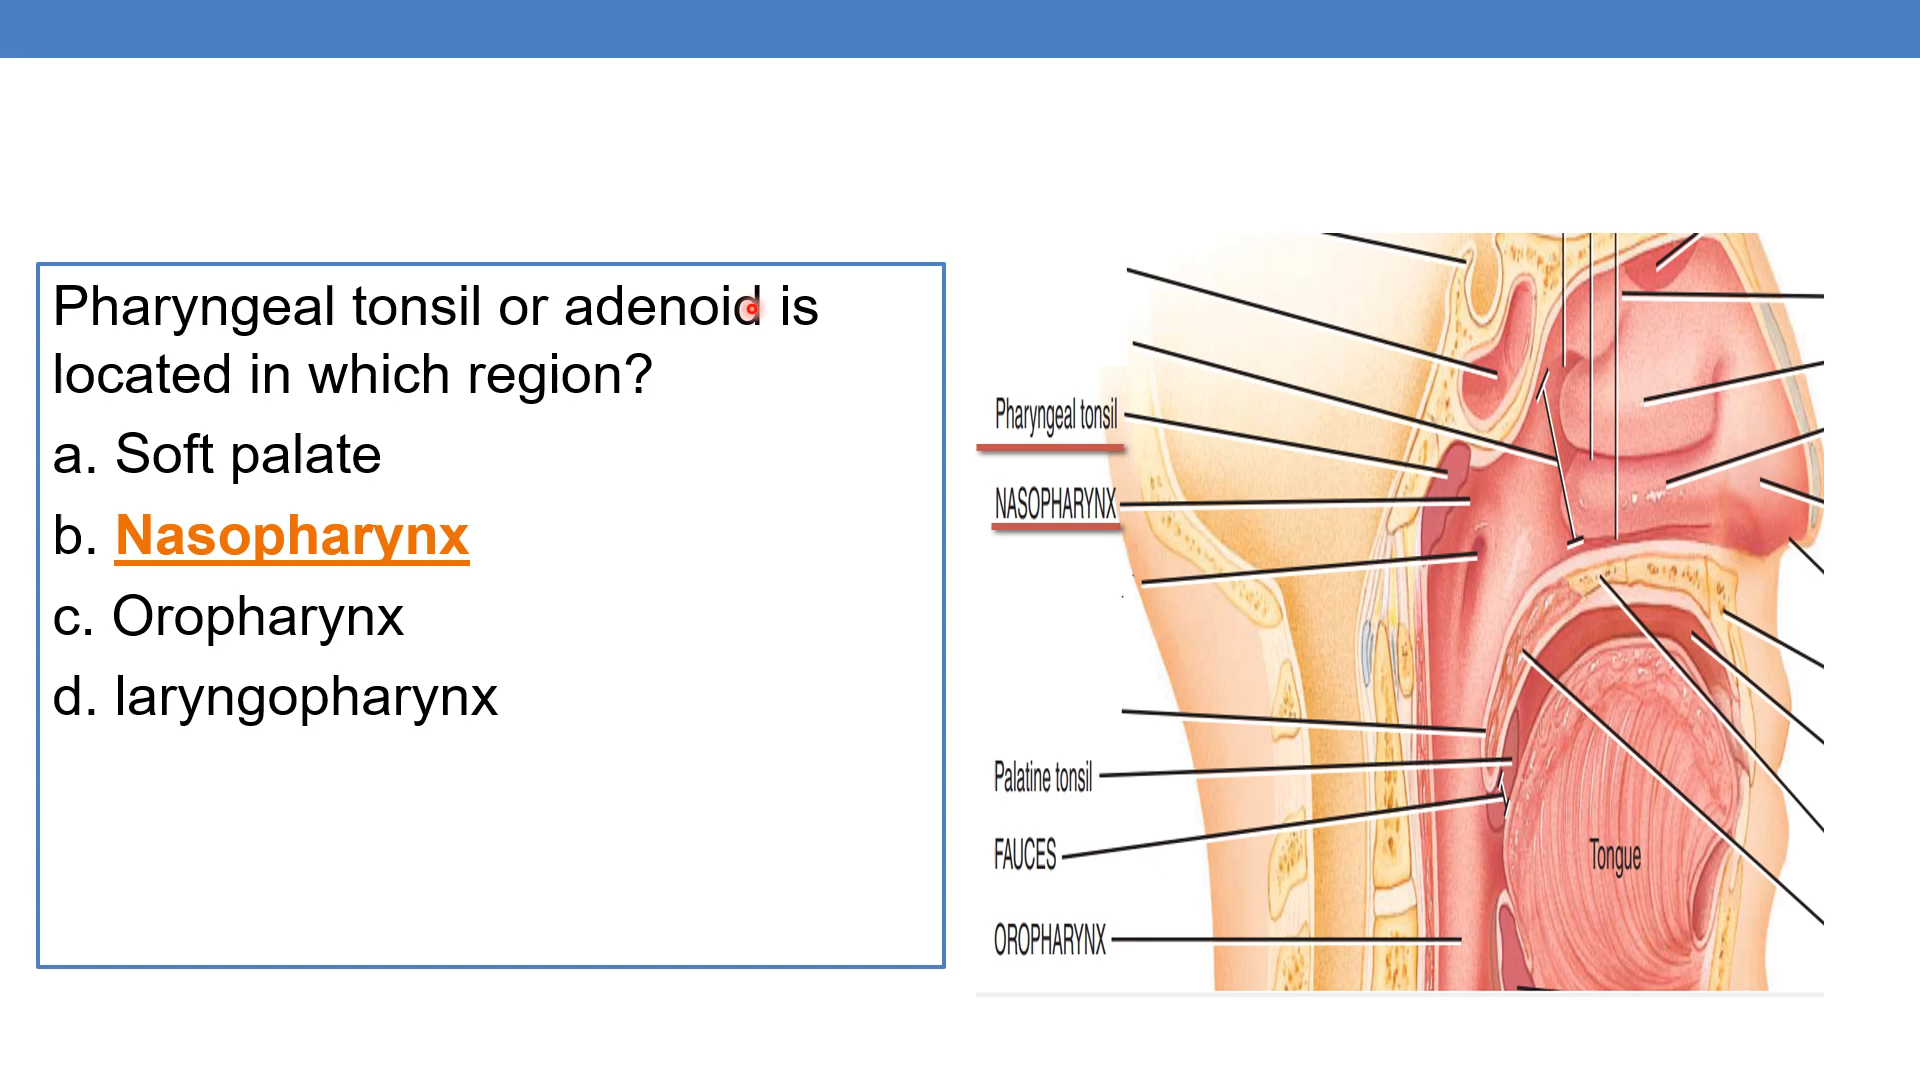 Pharyngeal tonsil or adenoid is
located in which region?
a. Soft palate
b. Nasopharynx
c. Oropharynx
d. laryngopharynx
Pharyngeal tonsil
NASOPHARYNX
Palatine tonsil
FAUCES
Tongue
OROPHARYNX